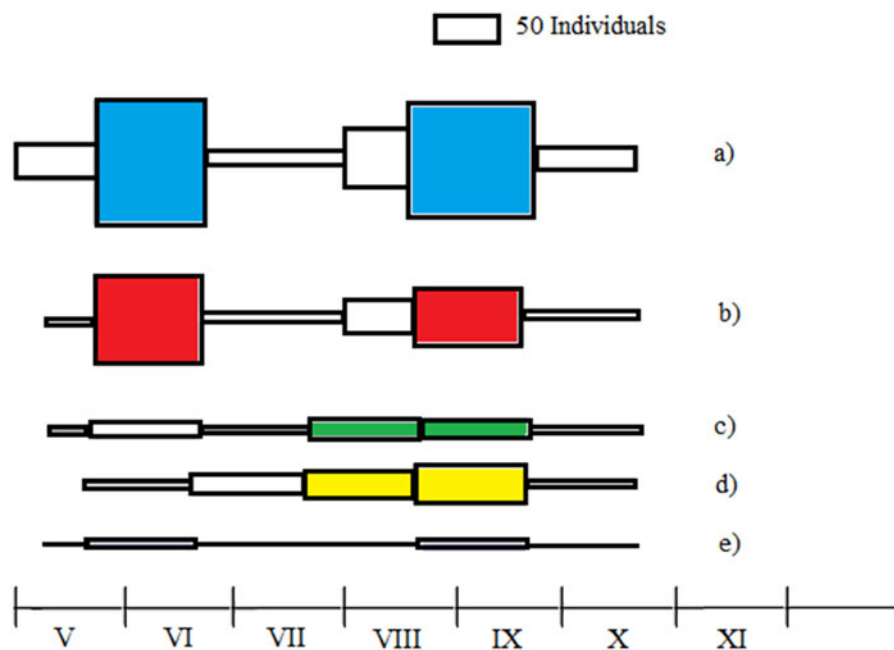 50 Individuals
a)
b)
c)
d)
e)
V VI VII VIII IX X XI